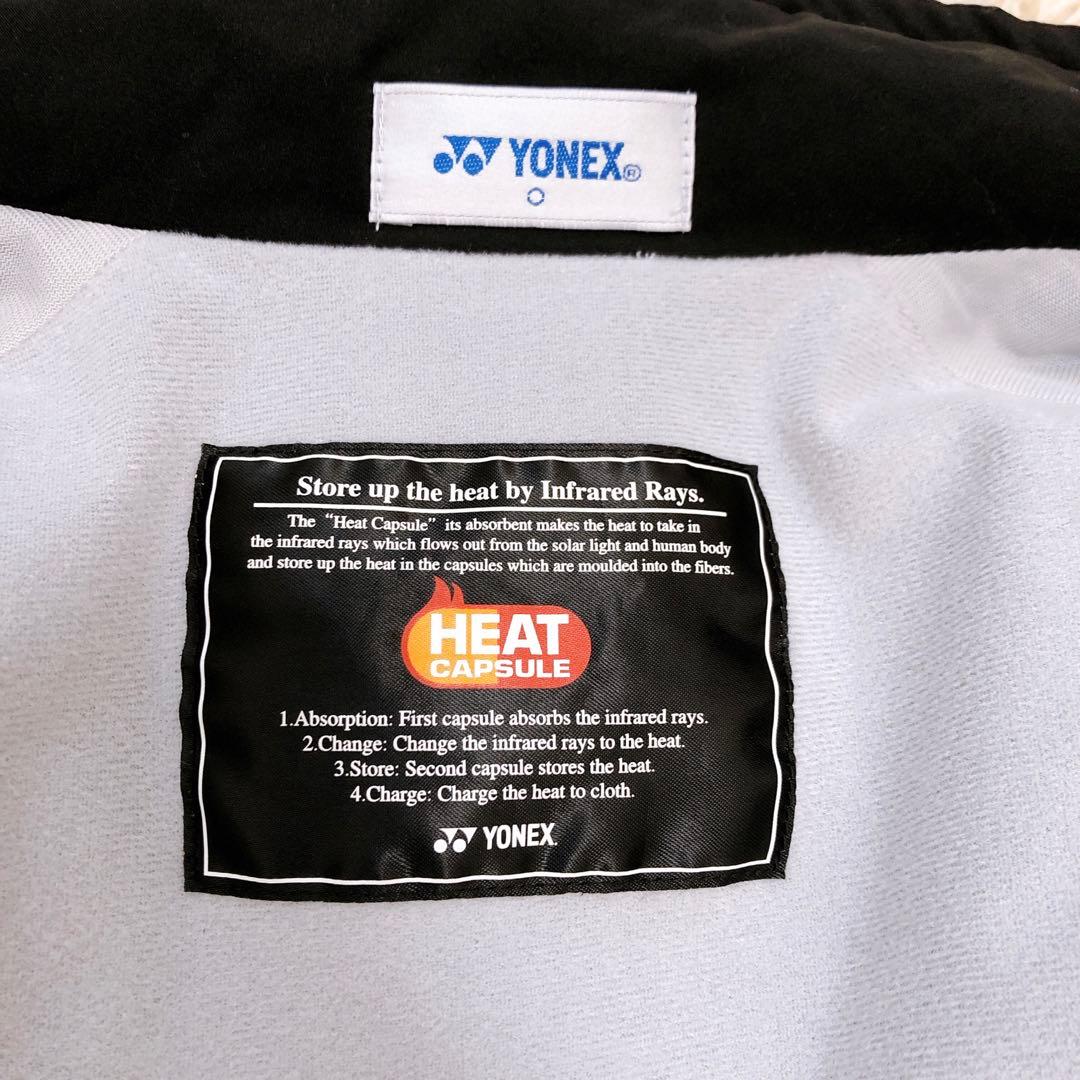 YONEX®
O
Store up the heat by Infrared Rays.
The “Heat Capsule” its absorbent makes the heat to take in
the infrared rays which flows out from the solar light and human body
and store up the heat in the capsules which are moulded into the fibers.
HEAT
CAPSULE
1.Absorption: First capsule absorbs the infrared rays.
2.Change: Change the infrared rays to the heat.
3.Store: Second capsule stores the heat.
4.Charge: Charge the heat to cloth.
YONEX.